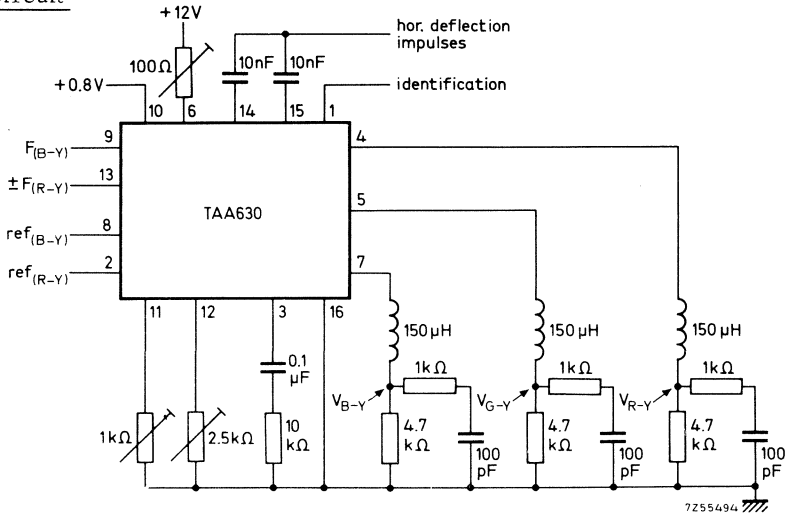 +12V
hor. deflection
impulses
100Ω
10nF
10nF
+0.8V
identification
10
6
14
15
1
9
F(B-Y)
4
13
±F(R-Y)
TAA630
5
8
ref(B-Y)
2
ref(R-Y)
7
11
12
3
16
150µH
150µH
150µH
0.1
µF
1kΩ
1kΩ
1kΩ
VB-Y
VG-Y
VR-Y
1kΩ
2.5kΩ
10
kΩ
4.7
kΩ
100
pF
4.7
kΩ
100
pF
4.7
kΩ
100
pF
7Z55494